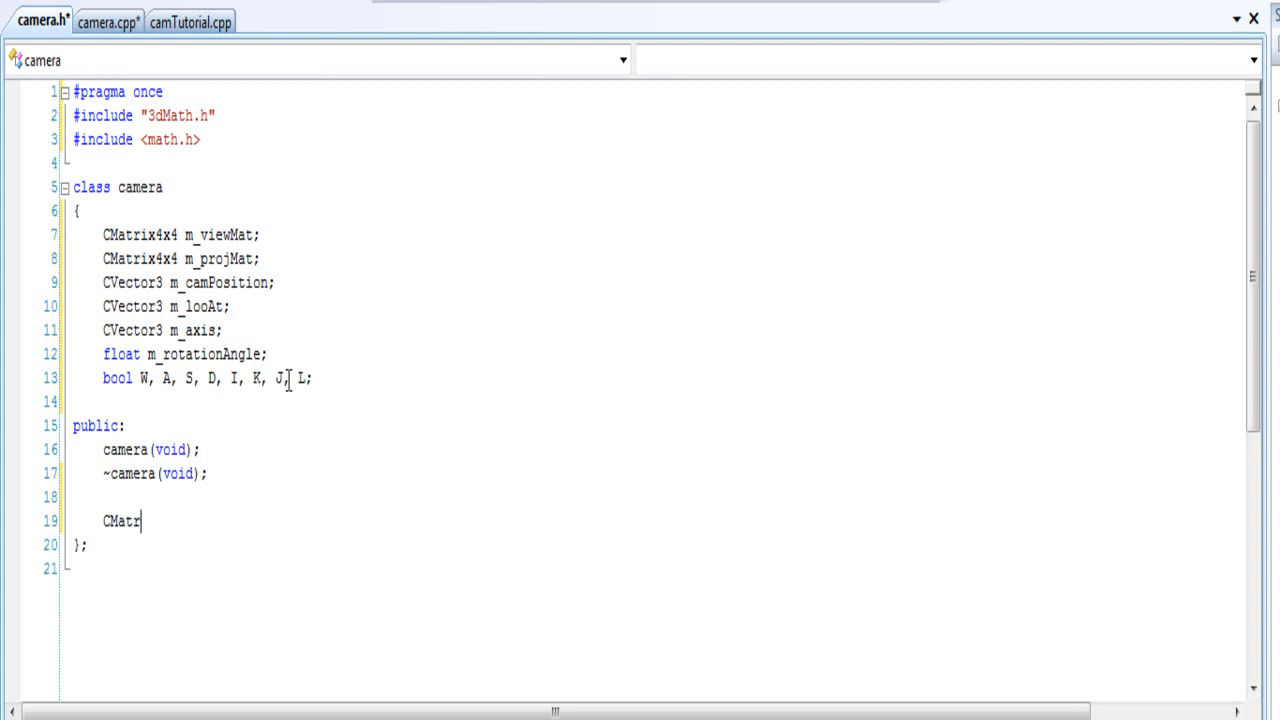 camera.h* camera.cpp* camTutorial.cpp
camera
1 #pragma once
2 #include "3dMath.h"
3 #include <math.h>
4
5 class camera
6 {
7 CMatrix4x4 m_viewMat;
8 CMatrix4x4 m_projMat;
9 CVector3 m_camPosition;
10 CVector3 m_looAt;
11 CVector3 m_axis;
12 float m_rotationAngle;
13 bool W, A, S, D, I, K, J, L;
14
15 public:
16 camera(void);
17 ~camera(void);
18
19 CMatr
20 };
21